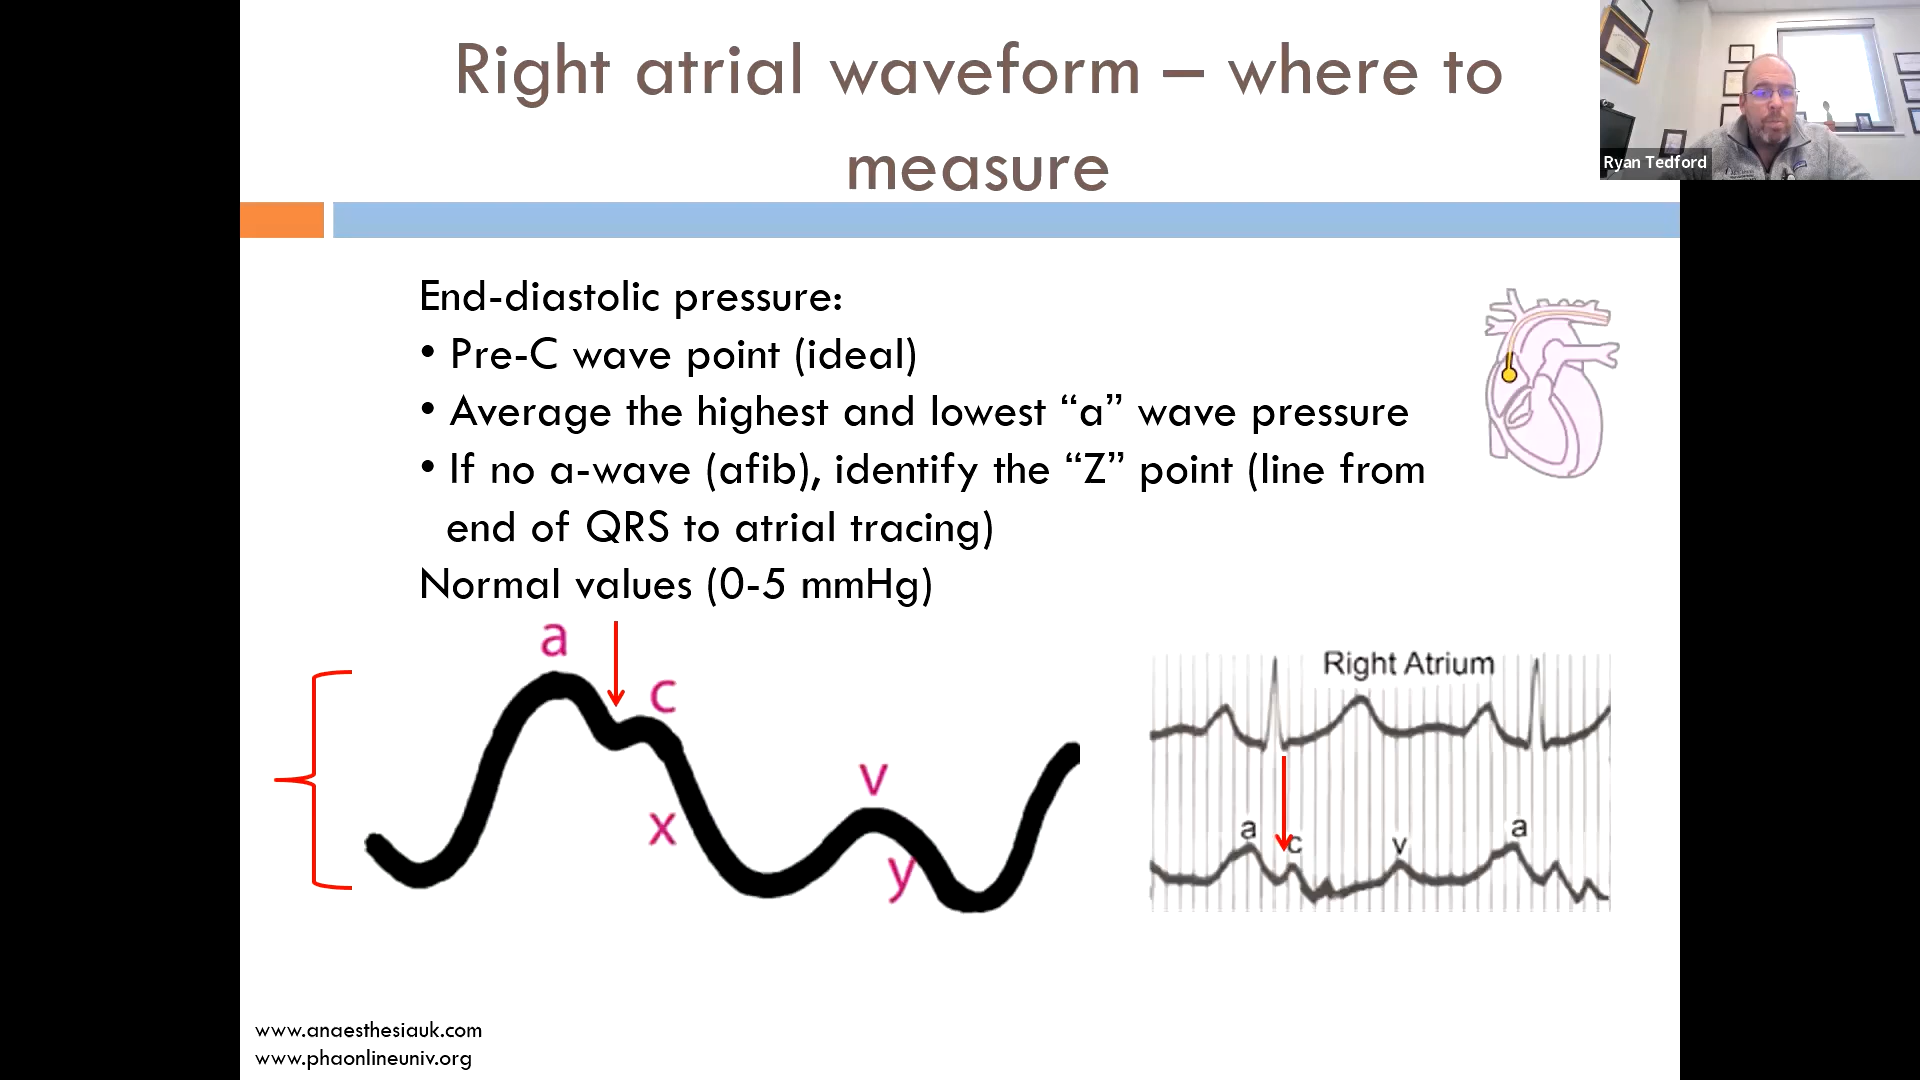 Right atrial waveform – where to
measure
Ryan Tedford
End-diastolic pressure:
• Pre-C wave point (ideal)
• Average the highest and lowest “a” wave pressure
• If no a-wave (afib), identify the “Z” point (line from
end of QRS to atrial tracing)
Normal values (0-5 mmHg)
a
c
x
v
y
Right Atrium
a
c
v
a
www.anaesthesiauk.com
www.phaonlineuniv.org